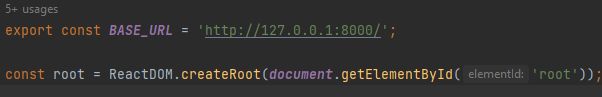 5+ usages
export const BASE_URL = 'http://127.0.0.1:8000/';
const root = ReactDOM.createRoot(document.getElementById( elementId: 'root'));